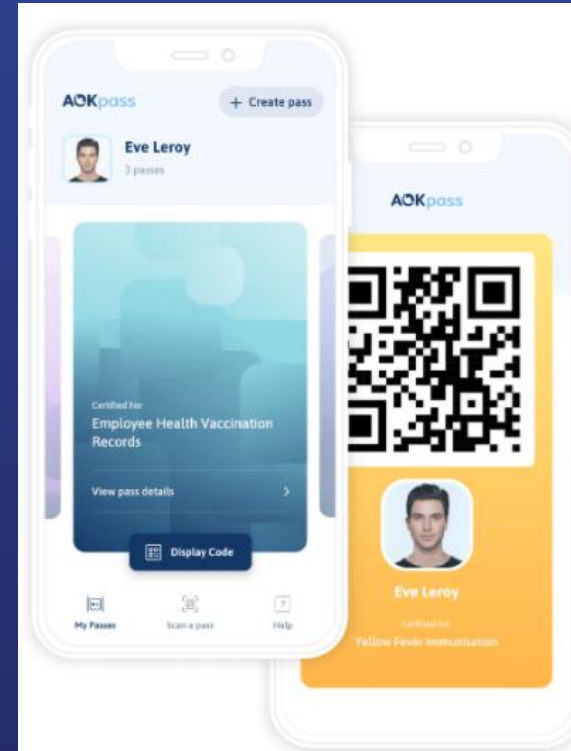 AOKpass
+ Create pass
Eve Leroy
3 passes
Certified For
Employee Health Vaccination
Records
View pass details
Display Code
My Passes
Scan a pass
Help
AOKpass
Eve Leroy
Certified For
Yellow Fever Immunisation